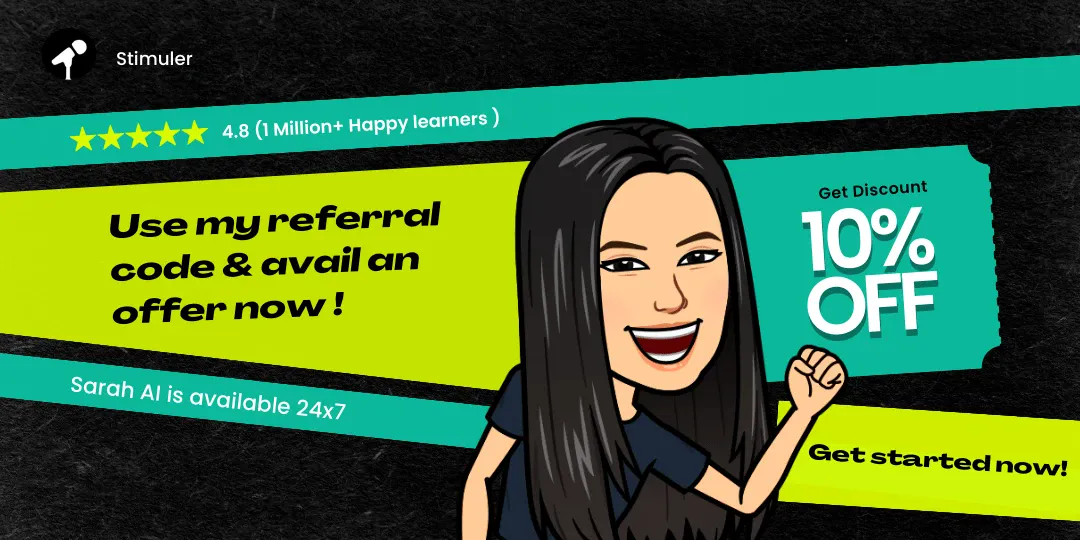 Stimuler
4.8 (1 Million+ Happy learners )
Use my referral
code & avail an
offer now !
Get Discount
10%
OFF
Sarah AI is available 24x7
Get started now!